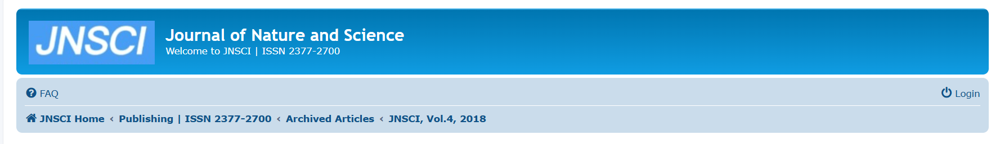 JNSCI
Journal of Nature and Science
Welcome to JNSCI | ISSN 2377-2700
FAQ
Login
JNSCI Home ‹ Publishing | ISSN 2377-2700 ‹ Archived Articles ‹ JNSCI, Vol.4, 2018